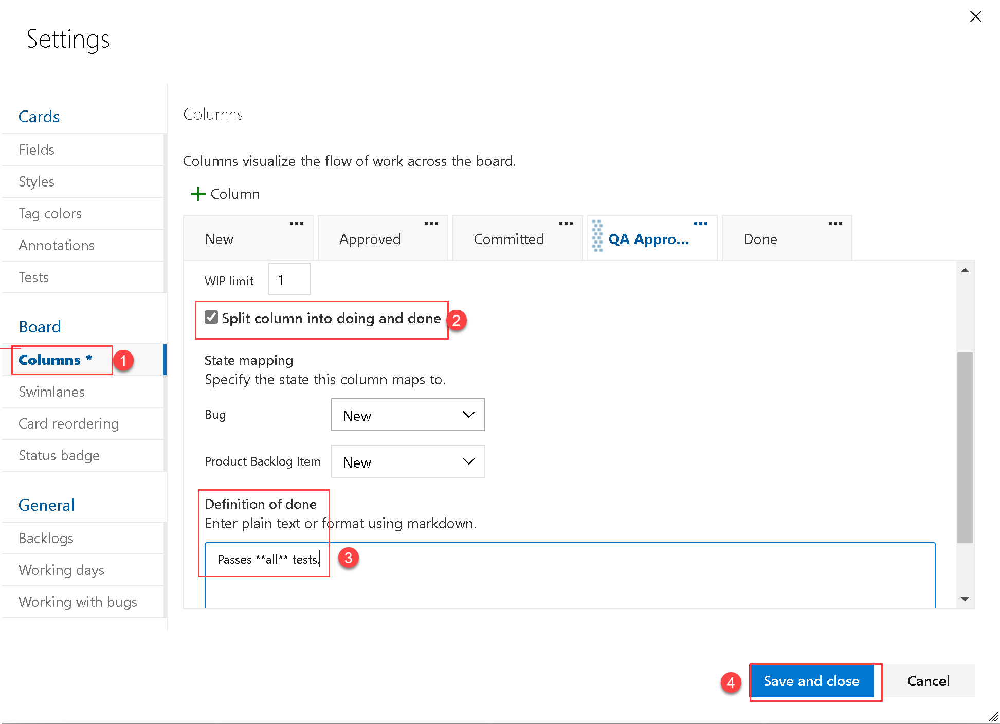 Settings
Cards
Fields
Styles
Tag colors
Annotations
Tests
Board
Columns *
1
Swimlanes
Card reordering
Status badge
General
Backlogs
Working days
Working with bugs
Columns
Columns visualize the flow of work across the board.
Column
New
Approved
Committed
QA Appro...
Done
WIP limit 1
Split column into doing and done
2
State mapping
Specify the state this column maps to.
Bug New
Product Backlog Item New
Definition of done
Enter plain text or format using markdown.
Passes **all** tests.
3
4
Save and close
Cancel